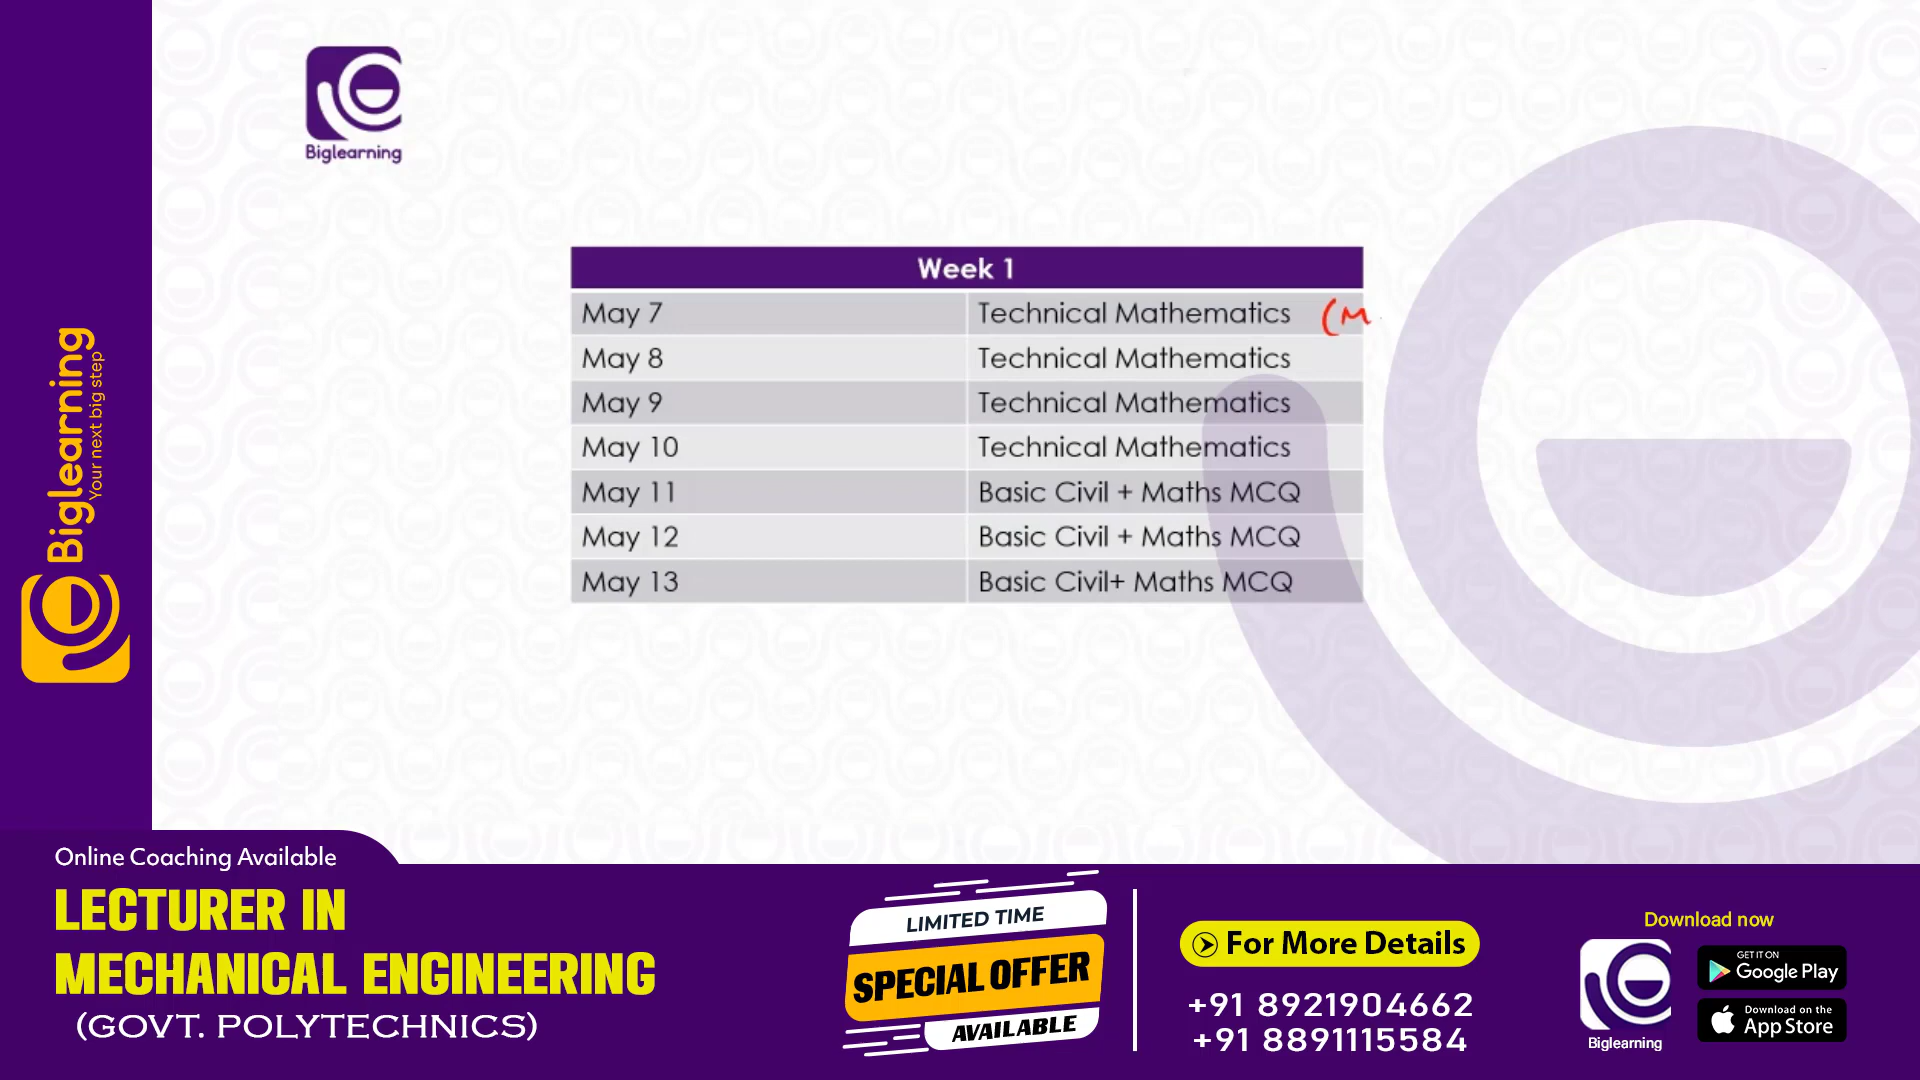 Biglearning
Week 1
May 7 Technical Mathematics (M
May 8 Technical Mathematics
May 9 Technical Mathematics
May 10 Technical Mathematics
May 11 Basic Civil + Maths MCQ
May 12 Basic Civil + Maths MCQ
May 13 Basic Civil+ Maths MCQ
Biglearning
Your next big step
Online Coaching Available
LECTURER IN
MECHANICAL ENGINEERING
(GOVT. POLYTECHNICS)
LIMITED TIME
SPECIAL OFFER
AVAILABLE
For More Details
+91 8921904662
+91 8891115584
Download now
Biglearning
GET IT ON
Google Play
Download on the
App Store